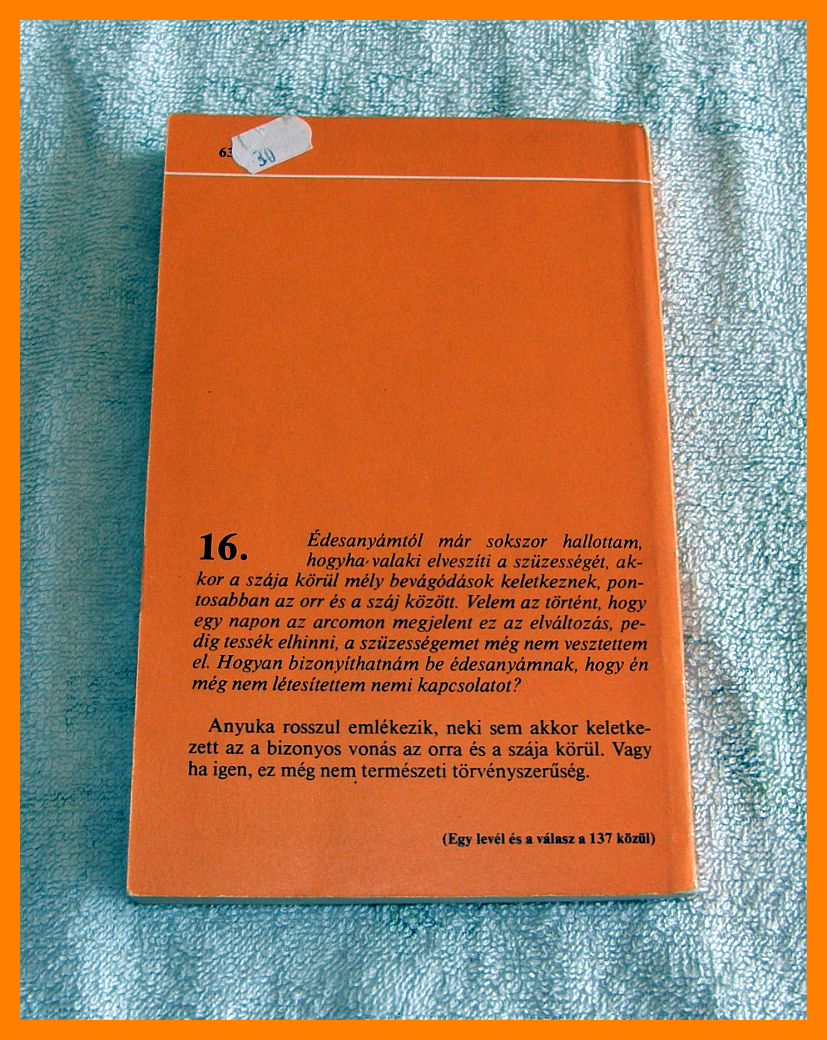 30
16. Édesanyámtól már sokszor hallottam,
hogyha valaki elveszíti a szüzességét, ak-
kor a szája körül mély bevágódások keletkeznek, pon-
tosabban az orr és a száj között. Velem az történt, hogy
egy napon az arcomon megjelent ez az elváltozás, pe-
dig tessék elhinni, a szüzességemet még nem vesztettem
el. Hogyan bizonyíthatnám be édesanyámnak, hogy én
még nem létesítettem nemi kapcsolatot?
Anyuka rosszul emlékezik, neki sem akkor keletke-
zett az a bizonyos vonás az orra és a szája körül. Vagy
ha igen, ez még nem természeti törvényszerűség.
(Egy levél és a válasz a 137 közül)